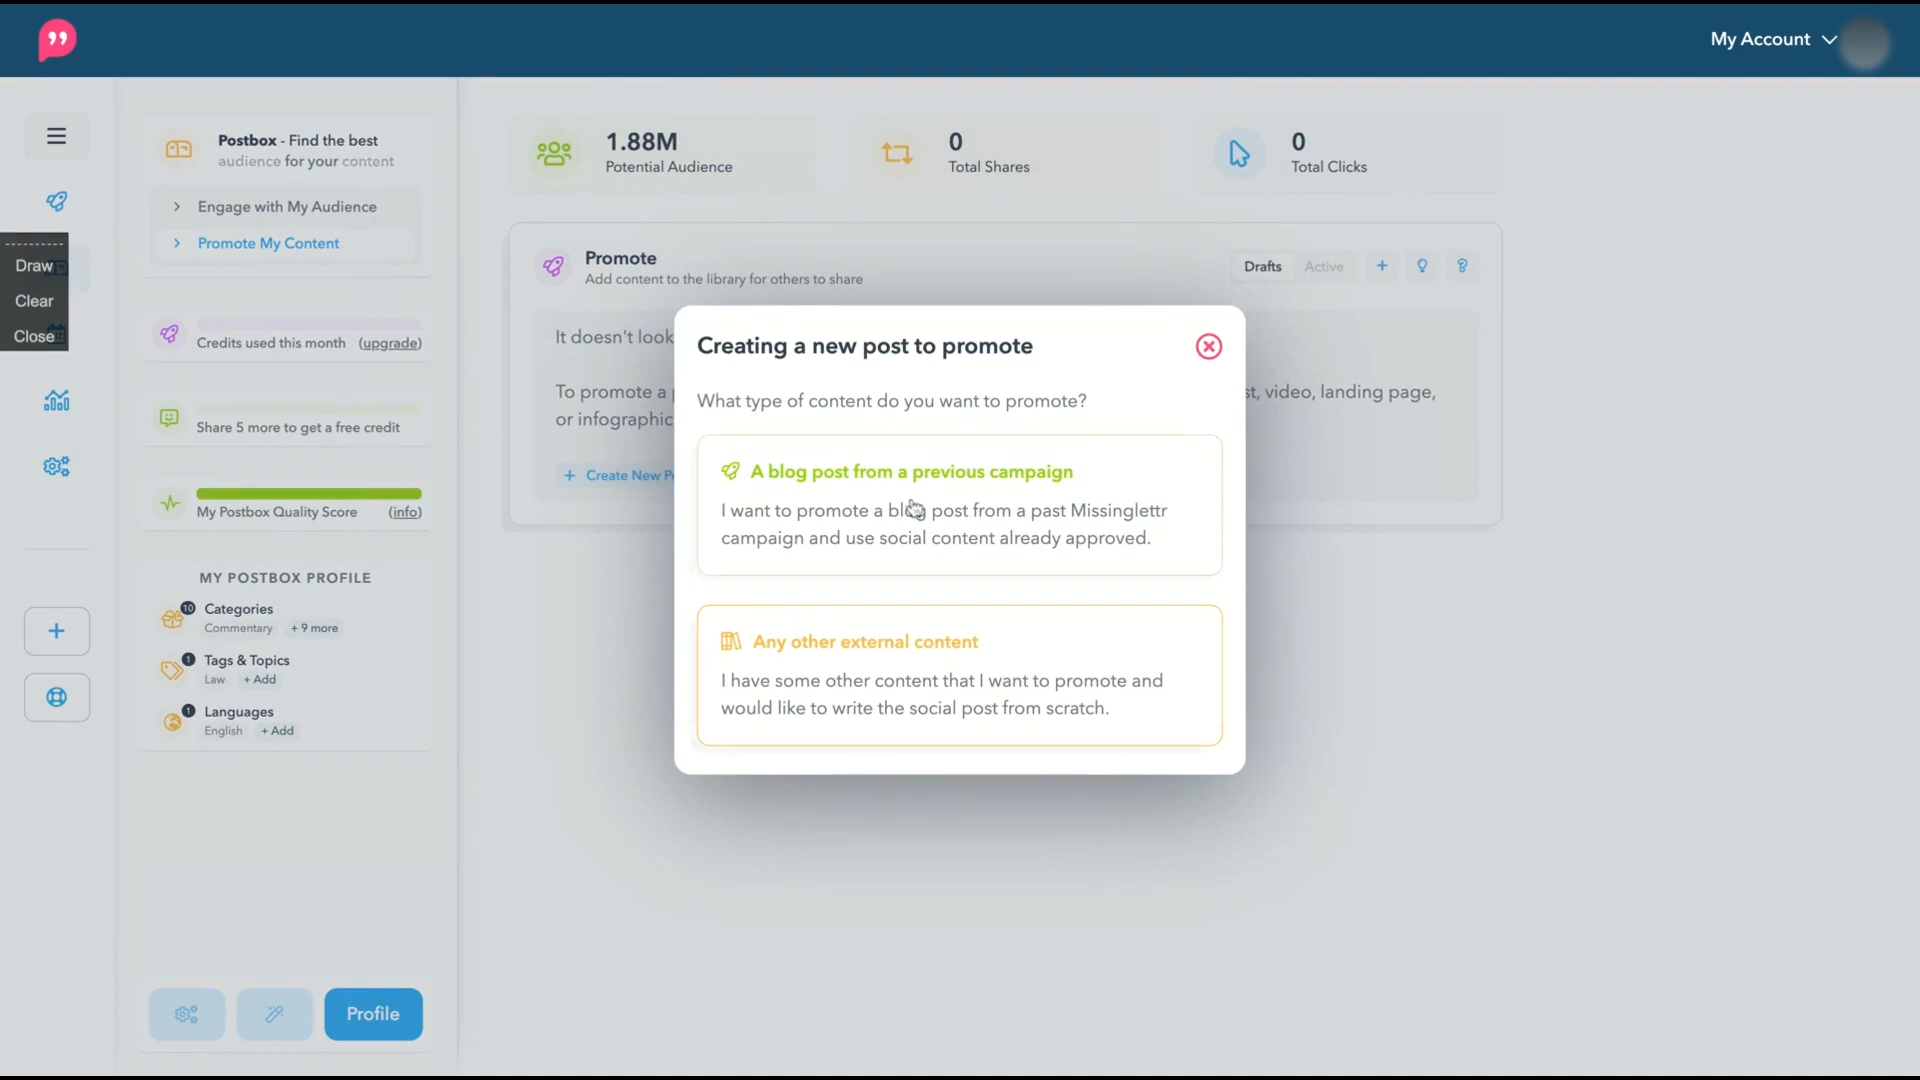 My Account
Postbox - Find the best
audience for your content
Engage with My Audience
Promote My Content
Draw
Clear
Close
Credits used this month (upgrade)
Share 5 more to get a free credit
My Postbox Quality Score (info)
MY POSTBOX PROFILE
10
Categories
Commentary + 9 more
1
Tags & Topics
Law + Add
1
Languages
English + Add
Profile
1.88M
Potential Audience
0
Total Shares
0
Total Clicks
Promote
Add content to the library for others to share
Drafts Active + ?
It doesn't look
To promote a
st, video, landing page,
or infographic
+ Create New
Creating a new post to promote
What type of content do you want to promote?
A blog post from a previous campaign
I want to promote a blog post from a past Missinglettr
campaign and use social content already approved.
Any other external content
I have some other content that I want to promote and
would like to write the social post from scratch.